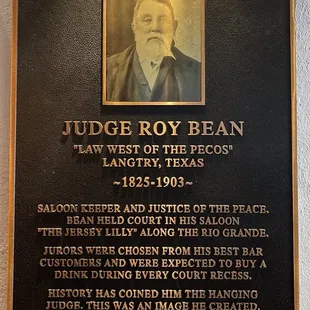 JUDGE ROY BEAN
"LAW WEST OF THE PECOS"
LANGTRY, TEXAS
~1825-1903~
SALOON KEEPER AND JUSTICE OF THE PEACE.
BEAN HELD COURT IN HIS SALOON
"THE JERSEY LILLY" ALONG THE RIO GRANDE.
JURORS WERE CHOSEN FROM HIS BEST BAR
CUSTOMERS AND WERE EXPECTED TO BUY A
DRINK DURING EVERY COURT RECESS.
HISTORY HAS COINED HIM THE HANGING
JUDGE. THIS WAS AN IMAGE HE CREATED.